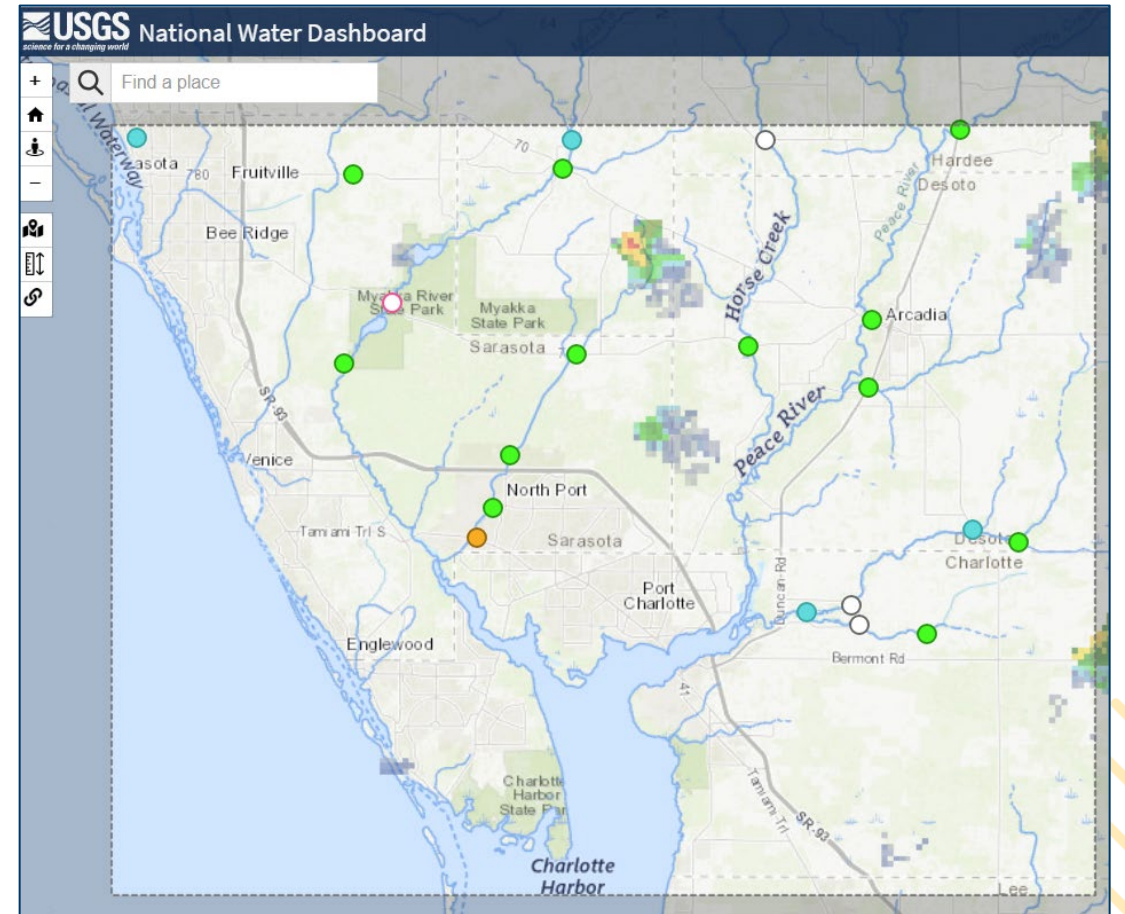 USGS
science for a changing world
National Water Dashboard
Find a place
Waterway
asota
780
Fruitville
70
Hardee
Desoto
Peace River
Bee Ridge
Horse Creek
Myakka River
State Park
Myakka
State Park
Sarasota
Arcadia
SR-93
Peace River
Venice
North Port
Tamiami Trl S
Sarasota
Desoto
Charlotte
Port
Charlotte
Duncan Rd
Englewood
Bermont Rd
41
Charlotte
Harbor
State Par
Tamiami Trl
SR-93
Charlotte
Harbor
Lee